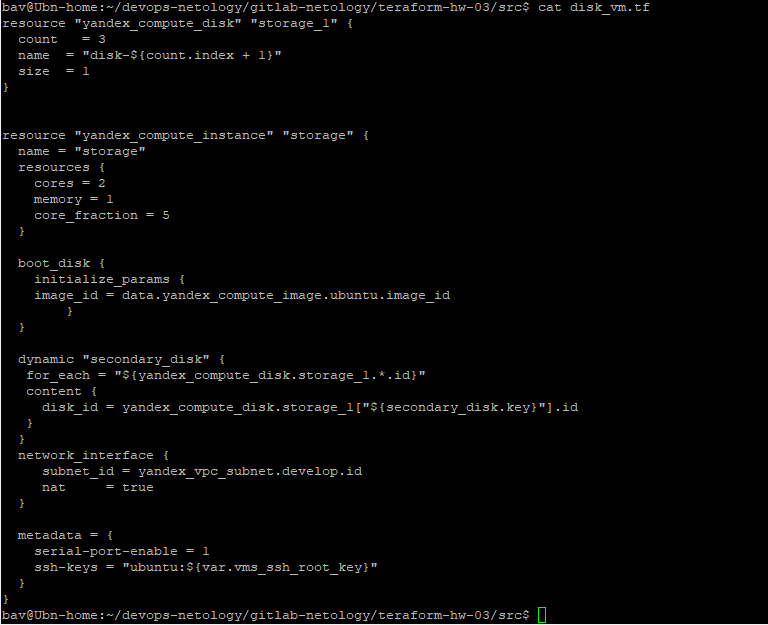 bav@Ubn-home:~/devops-netology/gitlab-netology/teraform-hw-03/src$ cat disk_vm.tf
resource "yandex_compute_disk" "storage_1" {
  count   = 3
  name  = "disk-${count.index + 1}"
  size  = 1
}
resource "yandex_compute_instance" "storage" {
  name = "storage"
  resources {
    cores = 2
    memory = 1
    core_fraction = 5
  }
  boot_disk {
    initialize_params {
    image_id = data.yandex_compute_image.ubuntu.image_id
        }
  }
  dynamic "secondary_disk" {
   for_each = "${yandex_compute_disk.storage_1.*.id}"
   content {
     disk_id = yandex_compute_disk.storage_1["${secondary_disk.key}"].id
   }
  }
  network_interface {
     subnet_id = yandex_vpc_subnet.develop.id
     nat     = true
  }
  metadata = {
    serial-port-enable = 1
    ssh-keys = "ubuntu:${var.vms_ssh_root_key}"
  }
}
bav@Ubn-home:~/devops-netology/gitlab-netology/teraform-hw-03/src$